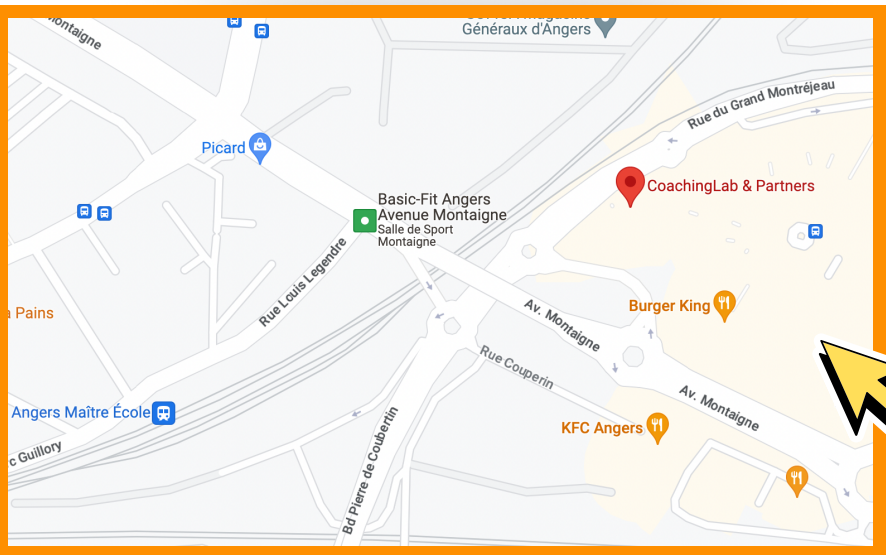 ontaigne
Généraux d'Angers
Rue du Grand Montréjeau
Picard
CoachingLab & Partners
Basic-Fit Angers
Avenue Montaigne
Salle de Sport
Montaigne
Rue Louis Legendre
Burger King
Av. Montaigne
a Pains
Rue Couperin
Av. Montaigne
Angers Maître École
KFC Angers
c Guillory
Bd Pierre de Coubertin